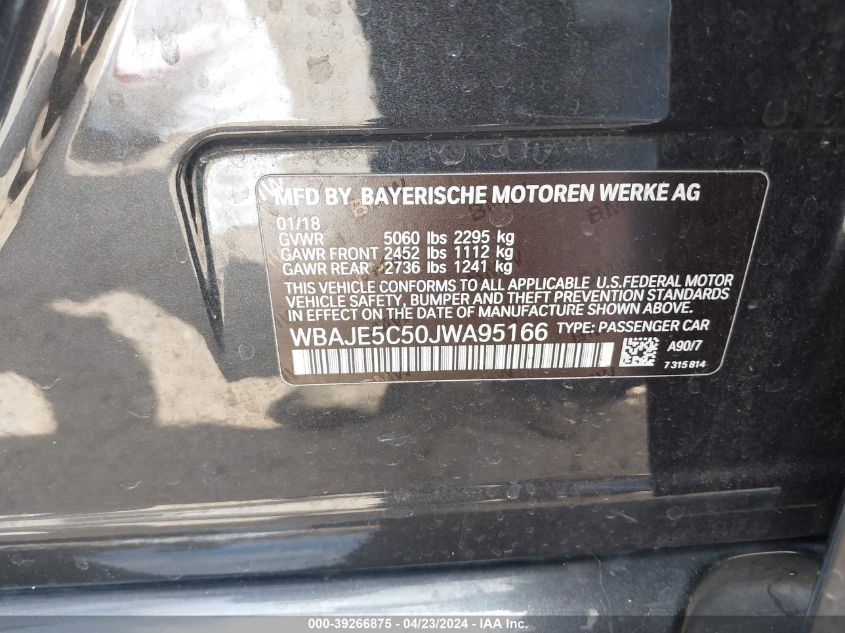 MFD BY BAYERISCHE MOTOREN WERKE AG
01/18
GVWR 5060 lbs 2295 kg
GAWR FRONT 2452 lbs 1112 kg
GAWR REAR 2736 lbs 1241 kg
THIS VEHICLE CONFORMS TO ALL APPLICABLE U.S.FEDERAL MOTOR
VEHICLE SAFETY, BUMPER AND THEFT PREVENTION STANDARDS
IN EFFECT ON THE DATE OF MANUFACTURE SHOWN ABOVE.
WBAJE5C50JWA95166 TYPE: PASSENGER CAR
A90/7
7315814
000-39266875 - 04/23/2024 - IAA Inc.